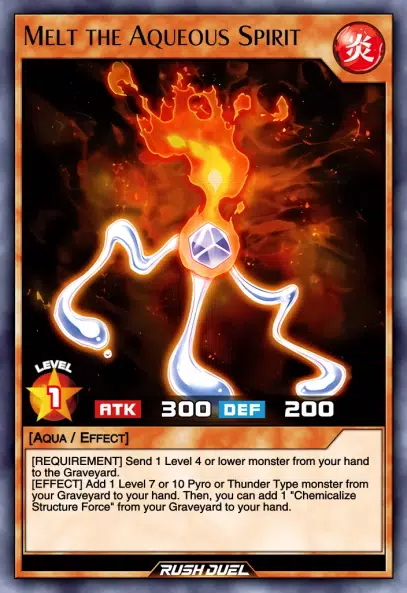 Melt the Aqueous Spirit
炎
LEVEL
1
ATK 300 DEF 200
[Aqua / Effect]
[REQUIREMENT] Send 1 Level 4 or lower monster from your hand
to the Graveyard.
[EFFECT] Add 1 Level 7 or 10 Pyro or Thunder Type monster from
your Graveyard to your hand. Then, you can add 1 "Chemicalize
Structure Force" from your Graveyard to your hand.
RUSH DUEL